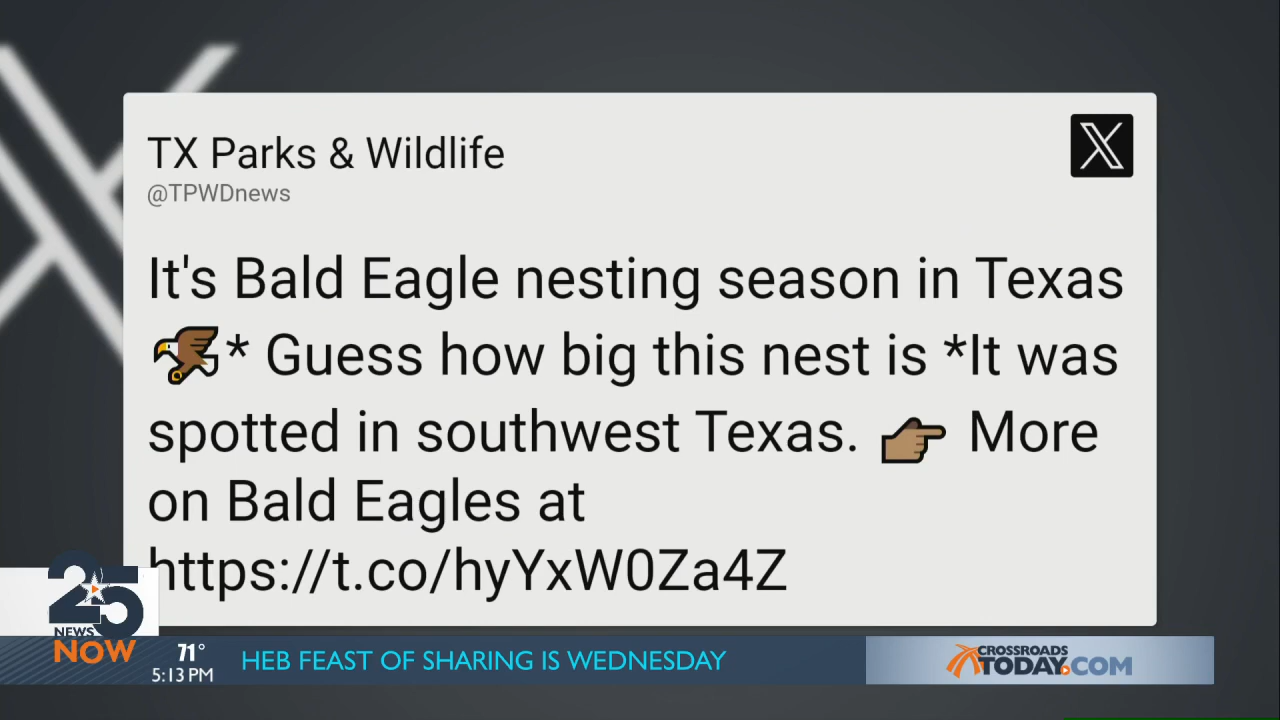 TX Parks & Wildlife
@TPWDnews
It's Bald Eagle nesting season in Texas
🦅* Guess how big this nest is *It was
spotted in southwest Texas. 👉🏽 More
on Bald Eagles at
https://t.co/hyYxW0Za4Z
25
NEWS
NOW
71°
5:13 PM
HEB FEAST OF SHARING IS WEDNESDAY
CROSSROADS
TODAY.COM